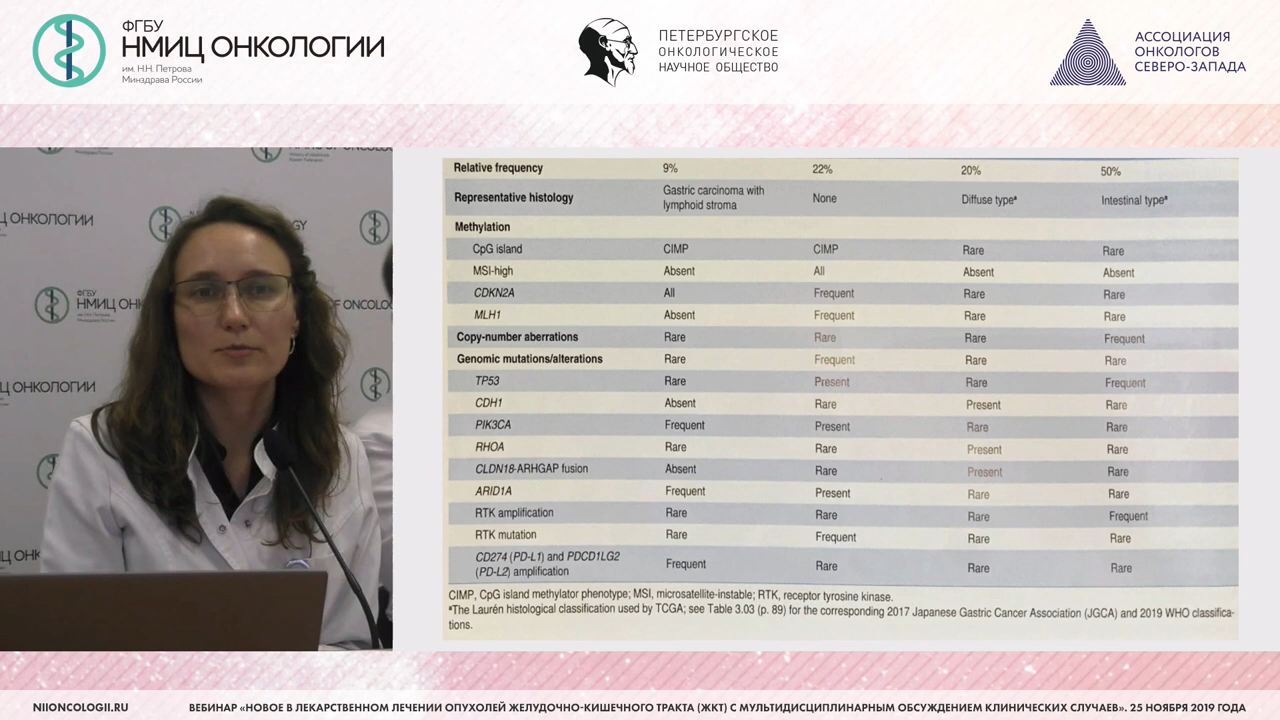 ФГБУ
НМИЦ ОНКОЛОГИИ
им. Н.Н. Петрова
Минздрава России
ПЕТЕРБУРГСКОЕ
ОНКОЛОГИЧЕСКОЕ
НАУЧНОЕ ОБЩЕСТВО
АССОЦИАЦИЯ
ОНКОЛОГОВ
СЕВЕРО-ЗАПАДА
Ц ОНКОЛОГИИ
ФГБУ
НМИЦ ОН
OF ONCOLOGY
Ц ОНКОЛОГИИ
Relative frequency 9% 22% 20% 50%
Representative histology Gastric carcinoma with lymphoid stroma None Diffuse typeᵃ Intestinal typeᵃ
Methylation
CpG island CIMP CIMP Rare Rare
MSI-high Absent All Absent Absent
CDKN2A All Frequent Rare Rare
MLH1 Absent Frequent Rare Rare
Copy-number aberrations Rare Rare Rare Frequent
Genomic mutations/alterations Rare Frequent Rare Rare
TP53 Rare Present Rare Frequent
CDH1 Absent Rare Present Rare
PIK3CA Frequent Present Rare Rare
RHOA Rare Rare Present Rare
CLDN18-ARHGAP fusion Absent Rare Present Rare
ARID1A Frequent Present Rare Rare
RTK amplification Rare Rare Rare Frequent
RTK mutation Rare Frequent Rare Rare
CD274 (PD-L1) and PDCD1LG2 (PD-L2) amplification Frequent Rare Rare Rare
CIMP, CpG island methylator phenotype; MSI, microsatellite-instable; RTK, receptor tyrosine kinase.
ᵃThe Laurén histological classification used by TCGA; see Table 3.03 (p. 89) for the corresponding 2017 Japanese Gastric Cancer Association (JGCA) and 2019 WHO classifica-
tions.
NIIONCOLOGII.RU
ВЕБИНАР «НОВОЕ В ЛЕКАРСТВЕННОМ ЛЕЧЕНИИ ОПУХОЛЕЙ ЖЕЛУДОЧНО-КИШЕЧНОГО ТРАКТА (ЖКТ) С МУЛЬТИДИСЦИПЛИНАРНЫМ ОБСУЖДЕНИЕМ КЛИНИЧЕСКИХ СЛУЧАЕВ». 25 НОЯБРЯ 2019 ГОДА